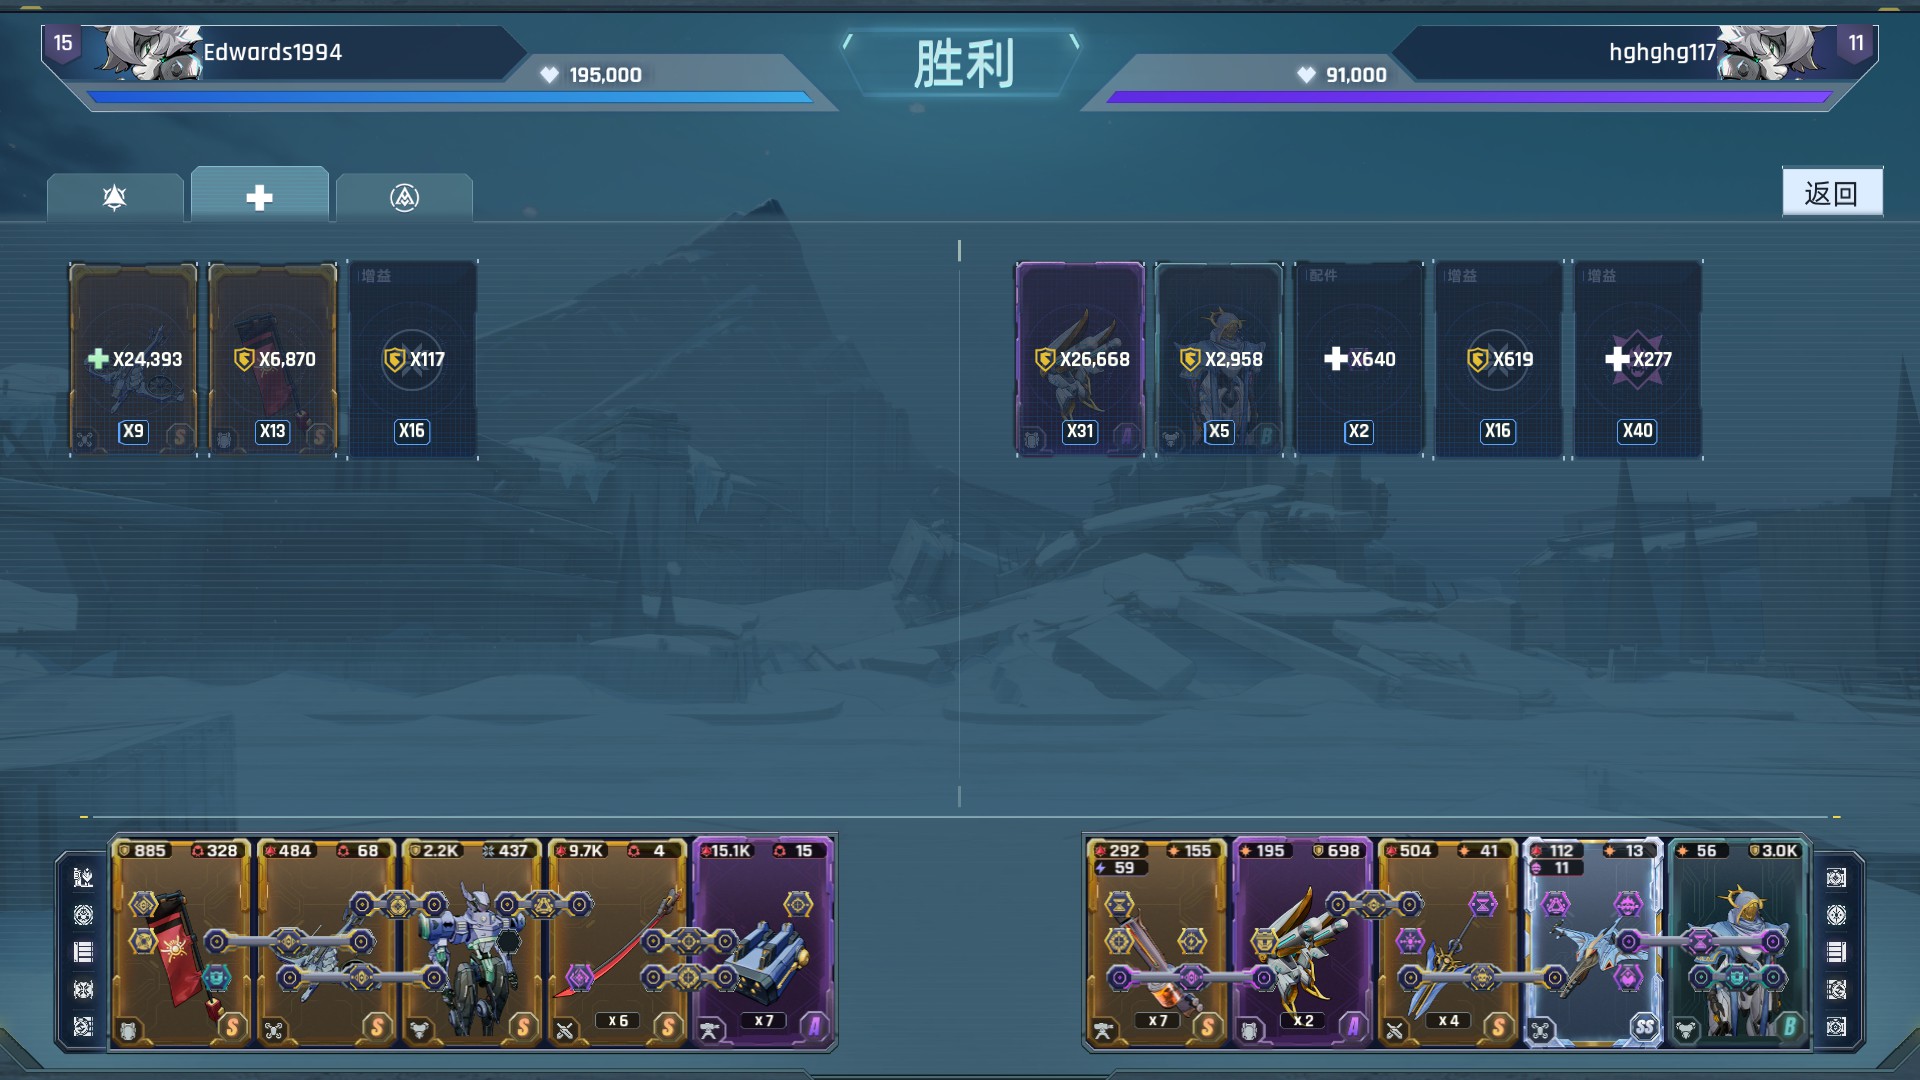 15
Edwards1994
195,000
胜利
91,000
hghghg117
11
返回
增益
配件
增益
增益
X24,393
X6,870
X117
X26,668
X2,958
X640
X619
X277
X9
X13
X16
X31
X5
X2
X16
X40
S
S
A
B
885
328
484
68
2.2K
437
9.7K
4
15.1K
15
292
155
59
195
698
504
41
112
13
11
56
3.0K
x6
x7
x7
x2
x4
S
S
S
S
A
S
A
S
SS
B